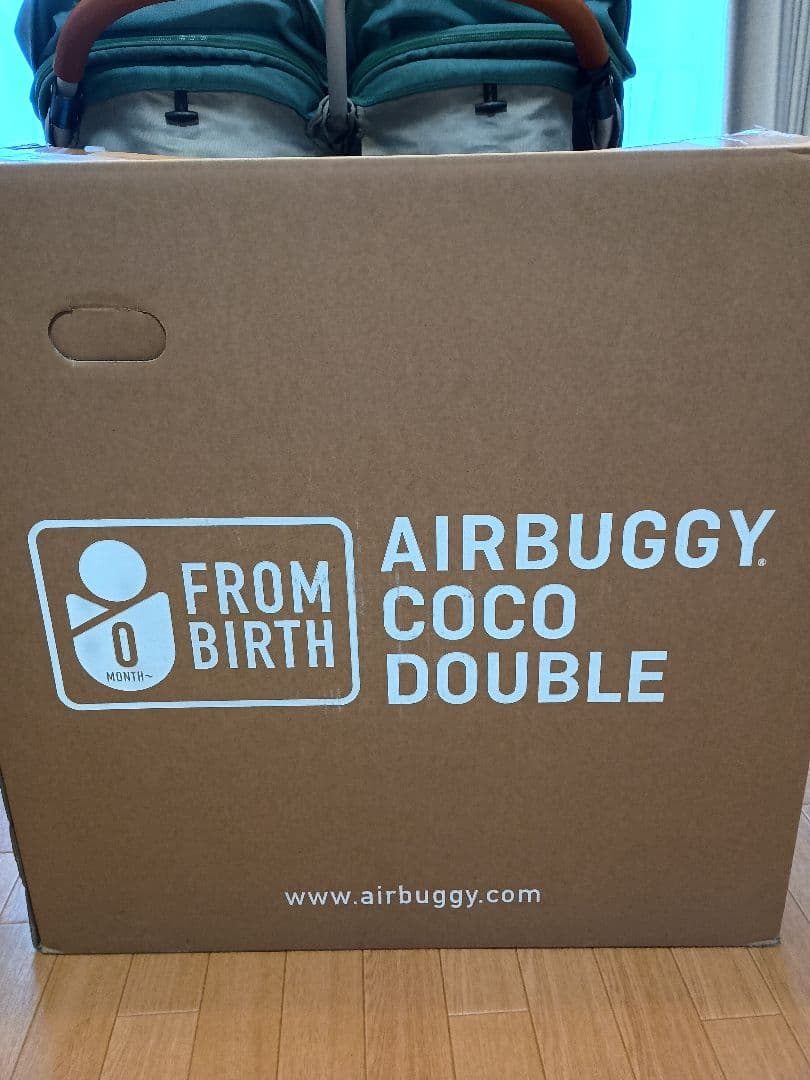 0
MONTH~
FROM
BIRTH
AIRBUGGY®
COCO
DOUBLE
www.airbuggy.com